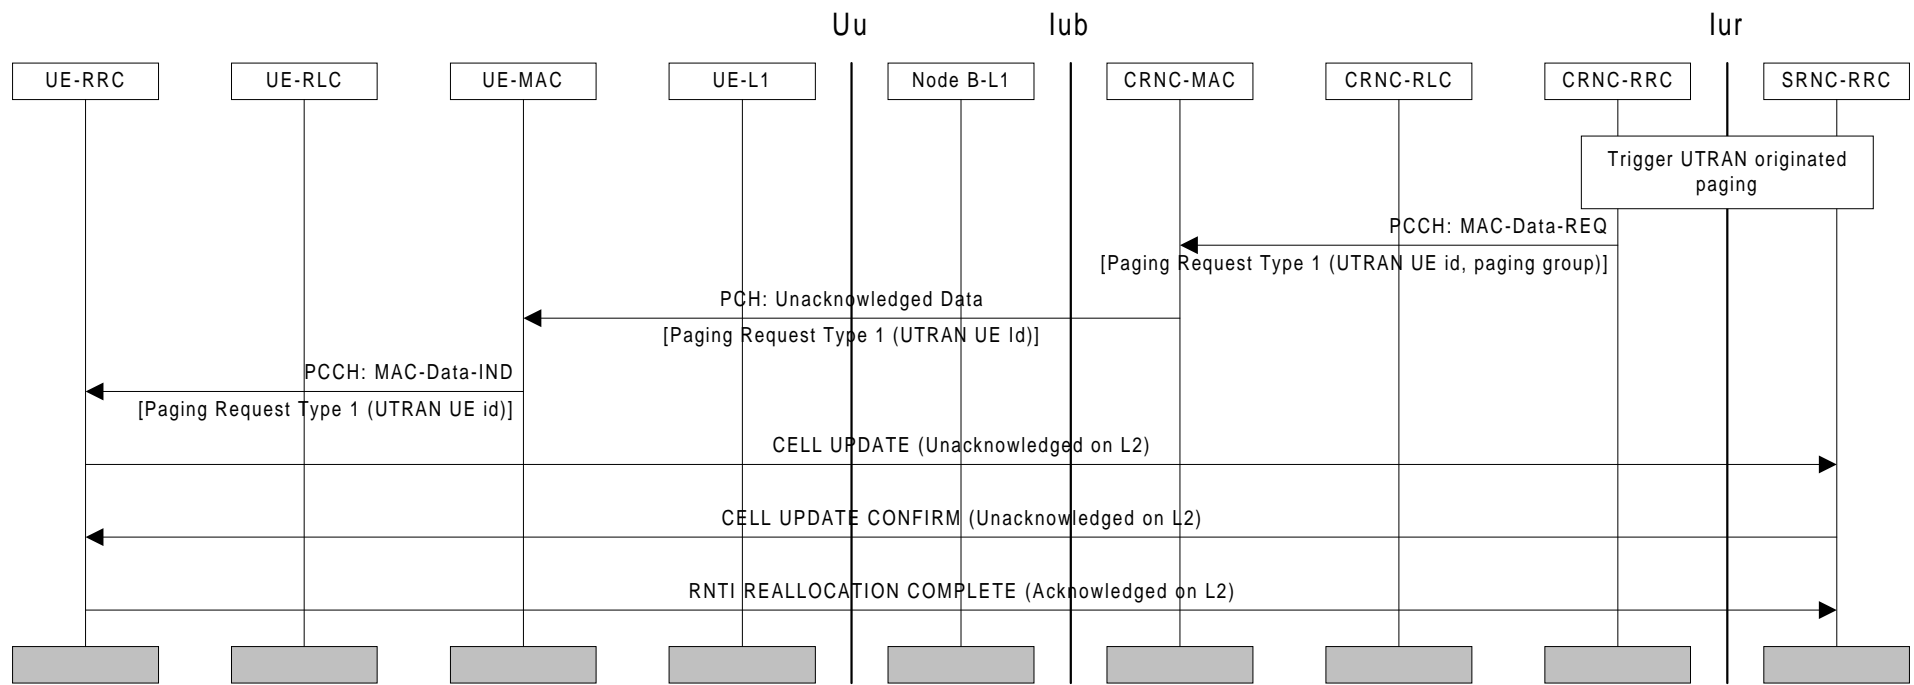 Uu
Iub
Iur
UE-RRC
UE-RLC
UE-MAC
UE-L1
Node B-L1
CRNC-MAC
CRNC-RLC
CRNC-RRC
SRNC-RRC
Trigger UTRAN originated
paging
PCCH: MAC-Data-REQ
[Paging Request Type 1 (UTRAN UE id, paging group)]
PCH: Unacknowledged Data
[Paging Request Type 1 (UTRAN UE Id)]
PCCH: MAC-Data-IND
[Paging Request Type 1 (UTRAN UE id)]
CELL UPDATE (Unacknowledged on L2)
CELL UPDATE CONFIRM (Unacknowledged on L2)
RNTI REALLOCATION COMPLETE (Acknowledged on L2)